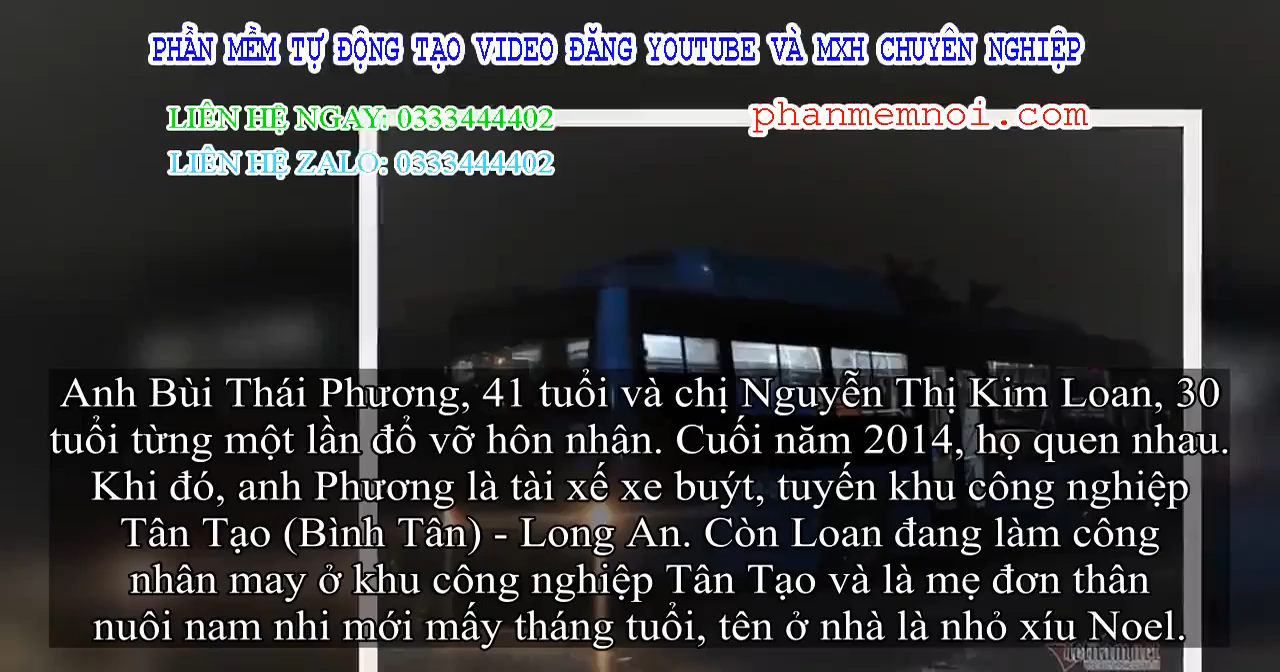 PHẦN MỀM TỰ ĐỘNG TẠO VIDEO ĐĂNG YOUTUBE VÀ MXH CHUYÊN NGHIỆP
LIÊN HỆ NGAY: 0333444402
phanmemnoi.com
LIÊN HỆ ZALO: 0333444402
Anh Bùi Thái Phương, 41 tuổi và chị Nguyễn Thị Kim Loan, 30
tuổi từng một lần đổ vỡ hôn nhân. Cuối năm 2014, họ quen nhau.
Khi đó, anh Phương là tài xế xe buýt, tuyến khu công nghiệp
Tân Tạo (Bình Tân) - Long An. Còn Loan đang làm công
nhân may ở khu công nghiệp Tân Tạo và là mẹ đơn thân
nuôi nam nhi mới mấy tháng tuổi, tên ở nhà là nhỏ xíu Noel.